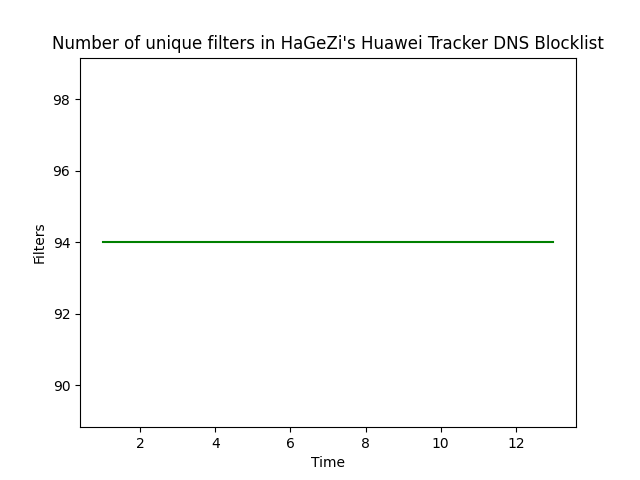 Number of unique filters in HaGeZi's Huawei Tracker DNS Blocklist
98
96
94
92
90
Filters
2 4 6 8 10 12
Time